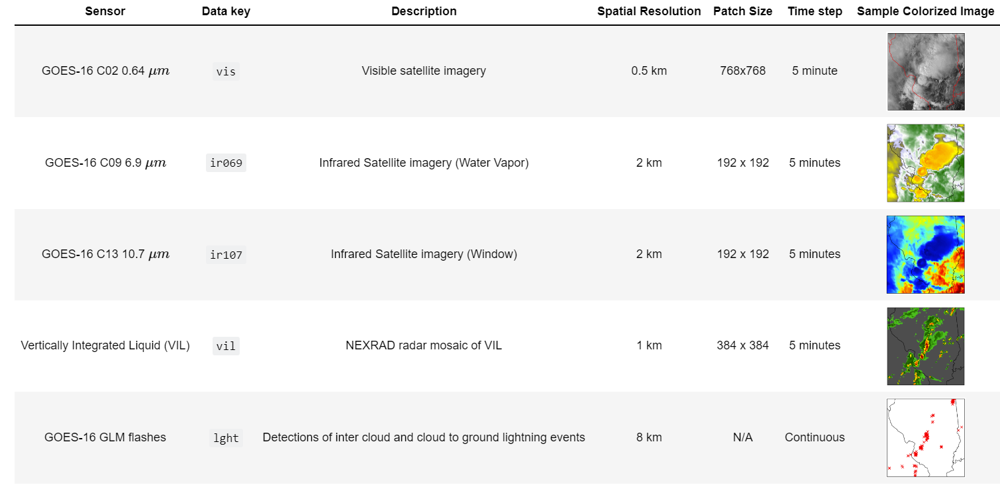 Sensor Data key Description Spatial Resolution Patch Size Time step Sample Colorized Image
GOES-16 C02 0.64 μm vis Visible satellite imagery 0.5 km 768x768 5 minute
GOES-16 C09 6.9 μm ir069 Infrared Satellite imagery (Water Vapor) 2 km 192 x 192 5 minutes
GOES-16 C13 10.7 μm ir107 Infrared Satellite imagery (Window) 2 km 192 x 192 5 minutes
Vertically Integrated Liquid (VIL) vil NEXRAD radar mosaic of VIL 1 km 384 x 384 5 minutes
GOES-16 GLM flashes lght Detections of inter cloud and cloud to ground lightning events 8 km N/A Continuous